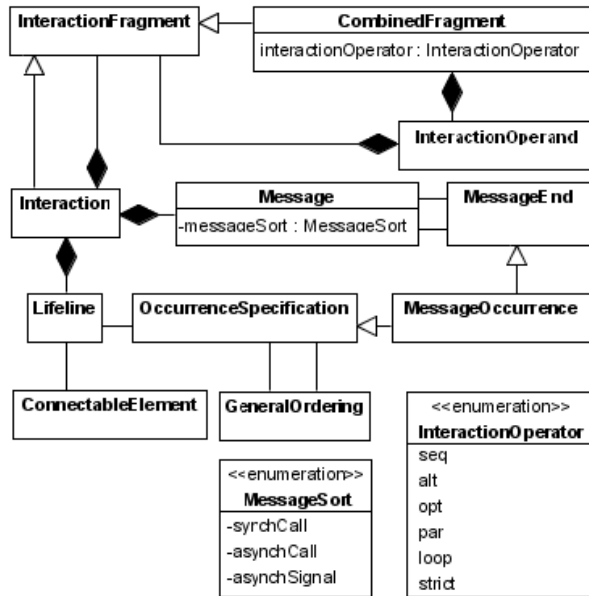 InteractionFragment
CombinedFragment
interactionOperator : InteractionOperator
InteractionOperand
Interaction
Message
-messageSort : MessageSort
MessageEnd
Lifeline
OccurrenceSpecification
MessageOccurrence
ConnectableElement
GeneralOrdering
<<enumeration>>
InteractionOperator
seq
alt
opt
par
loop
strict
<<enumeration>>
MessageSort
-synchCall
-asynchCall
-asynchSignal